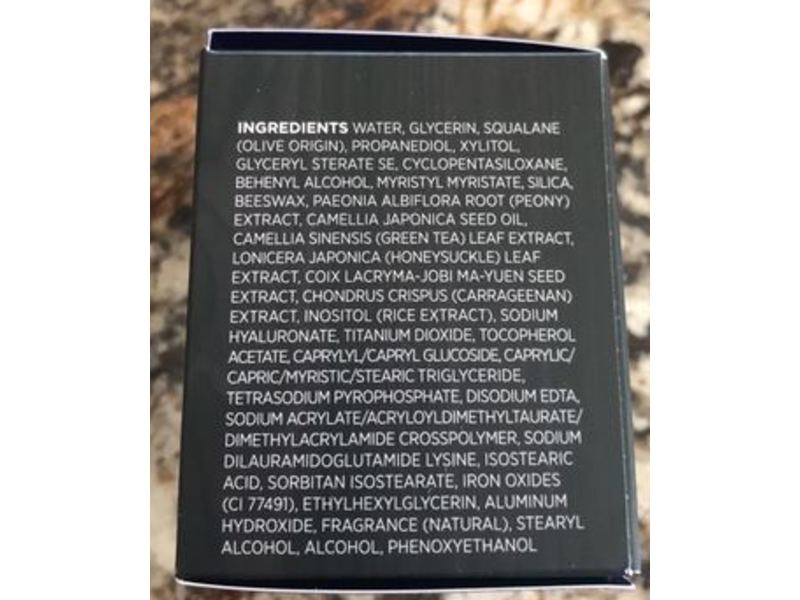 INGREDIENTS WATER, GLYCERIN, SQUALANE
(OLIVE ORIGIN), PROPANEDIOL, XYLITOL,
GLYCERYL STERATE SE, CYCLOPENTASILOXANE,
BEHENYL ALCOHOL, MYRISTYL MYRISTATE, SILICA,
BEESWAX, PAEONIA ALBIFLORA ROOT (PEONY)
EXTRACT, CAMELLIA JAPONICA SEED OIL,
CAMELLIA SINENSIS (GREEN TEA) LEAF EXTRACT,
LONICERA JAPONICA (HONEYSUCKLE) LEAF
EXTRACT, COIX LACRYMA-JOBI MA-YUEN SEED
EXTRACT, CHONDRUS CRISPUS (CARRAGEENAN)
EXTRACT, INOSITOL (RICE EXTRACT), SODIUM
HYALURONATE, TITANIUM DIOXIDE, TOCOPHEROL
ACETATE, CAPRYLYL/CAPRYL GLUCOSIDE, CAPRYLIC/
CAPRIC/MYRISTIC/STEARIC TRIGLYCERIDE,
TETRASODIUM PYROPHOSPHATE, DISODIUM EDTA,
SODIUM ACRYLATE/ACRYLOYLDIMETHYLTAURATE/
DIMETHYLACRYLAMIDE CROSSPOLYMER, SODIUM
DILAURAMIDOGLUTAMIDE LYSINE, ISOSTEARIC
ACID, SORBITAN ISOSTEARATE, IRON OXIDES
(CI 77491), ETHYLHEXYLGLYCERIN, ALUMINUM
HYDROXIDE, FRAGRANCE (NATURAL), STEARYL
ALCOHOL, ALCOHOL, PHENOXYETHANOL